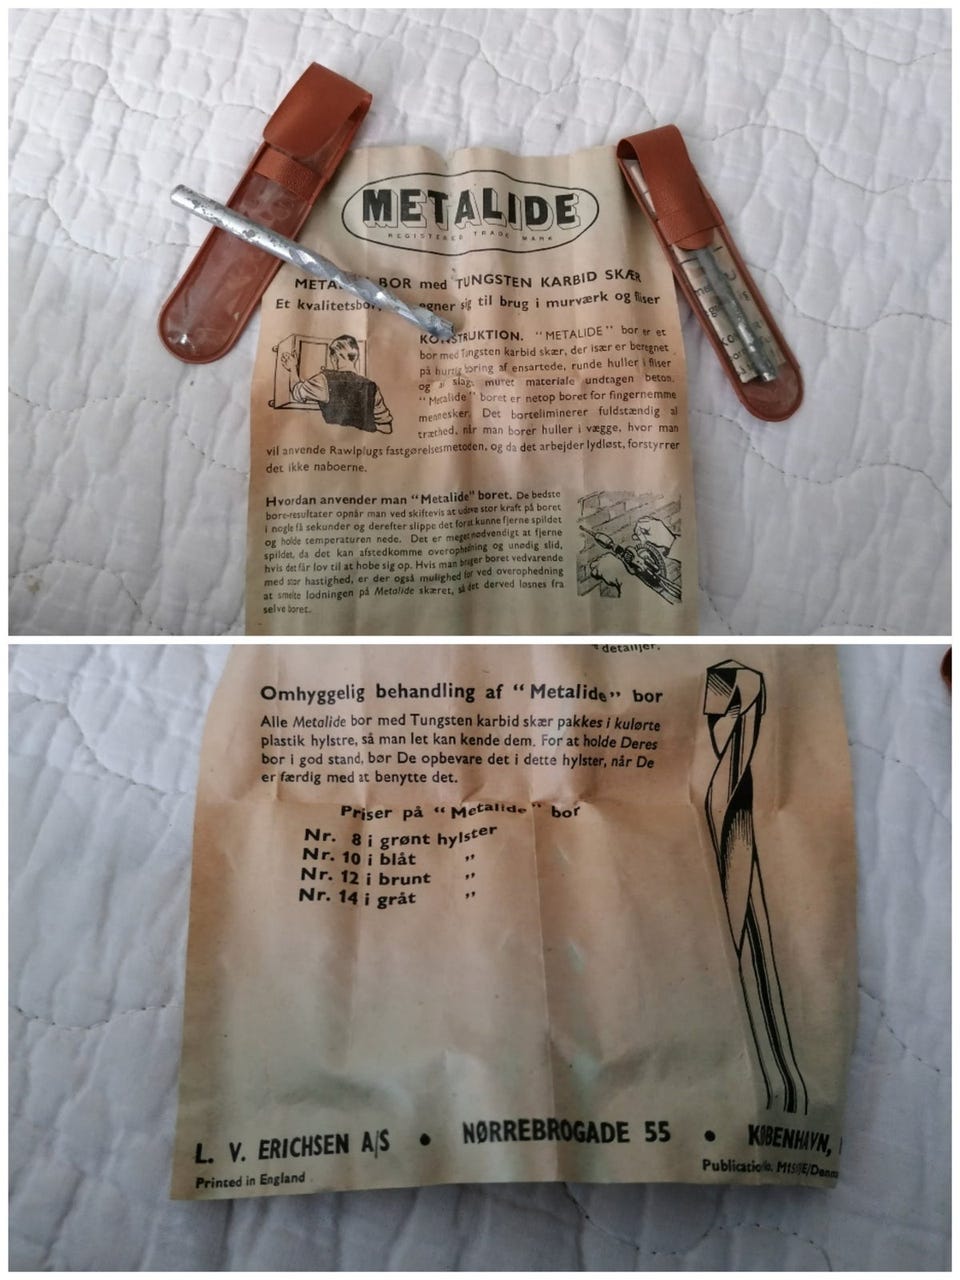 METALIDE
REGISTERED TRADE MARK
BOR med TUNGSTEN KARBID SKÆR
Et kvalitetsbor, egner sig til brug i murværk og fliser
KONSTRUKTION. "METALIDE" bor er et
bor med Tungsten karbid skær, der især er beregnet
på hurtig boring af ensartede, runde huller i fliser
og al slags muret materiale undtagen beton.
"Metalide" boret er netop boret for fingernemme
mennesker. Det borteliminerer fuldstændig al
træthed, når man borer huller i vægge, hvor man
vil anvende Rawlplugs fastgørelsesmetoden, og da det arbejder lydløst, forstyrrer
det ikke naboerne.
Hvordan anvender man "Metalide" boret. De bedste
bore-resultater opnår man ved skiftevis at udøve stor kraft på boret
i nogle få sekunder og derefter slippe det for at kunne fjerne spildet
og holde temperaturen nede. Det er meget nødvendigt at fjerne
spildet, da det kan afstedkomme overophedning og unødig slid,
hvis det får lov til at hobe sig op. Hvis man bruger boret vedvarende
med stor hastighed, er der også mulighed for ved overophedning
at smelte lodningen på Metalide skæret, så det derved løsnes fra
selve boret.
detaljer.
Omhyggelig behandling af "Metalide" bor
Alle Metalide bor med Tungsten karbid skær pakkes i kulørte
plastik hylstre, så man let kan kende dem. For at holde Deres
bor i god stand, bør De opbevare det i dette hylster, når De
er færdig med at benytte det.
Priser på "Metalide" bor
Nr. 8 i grønt hylster
Nr. 10 i blåt "
Nr. 12 i brunt "
Nr. 14 i gråt "
L. V. ERICHSEN A/S • NØRREBROGADE 55 • KØBENHAVN,
Printed in England